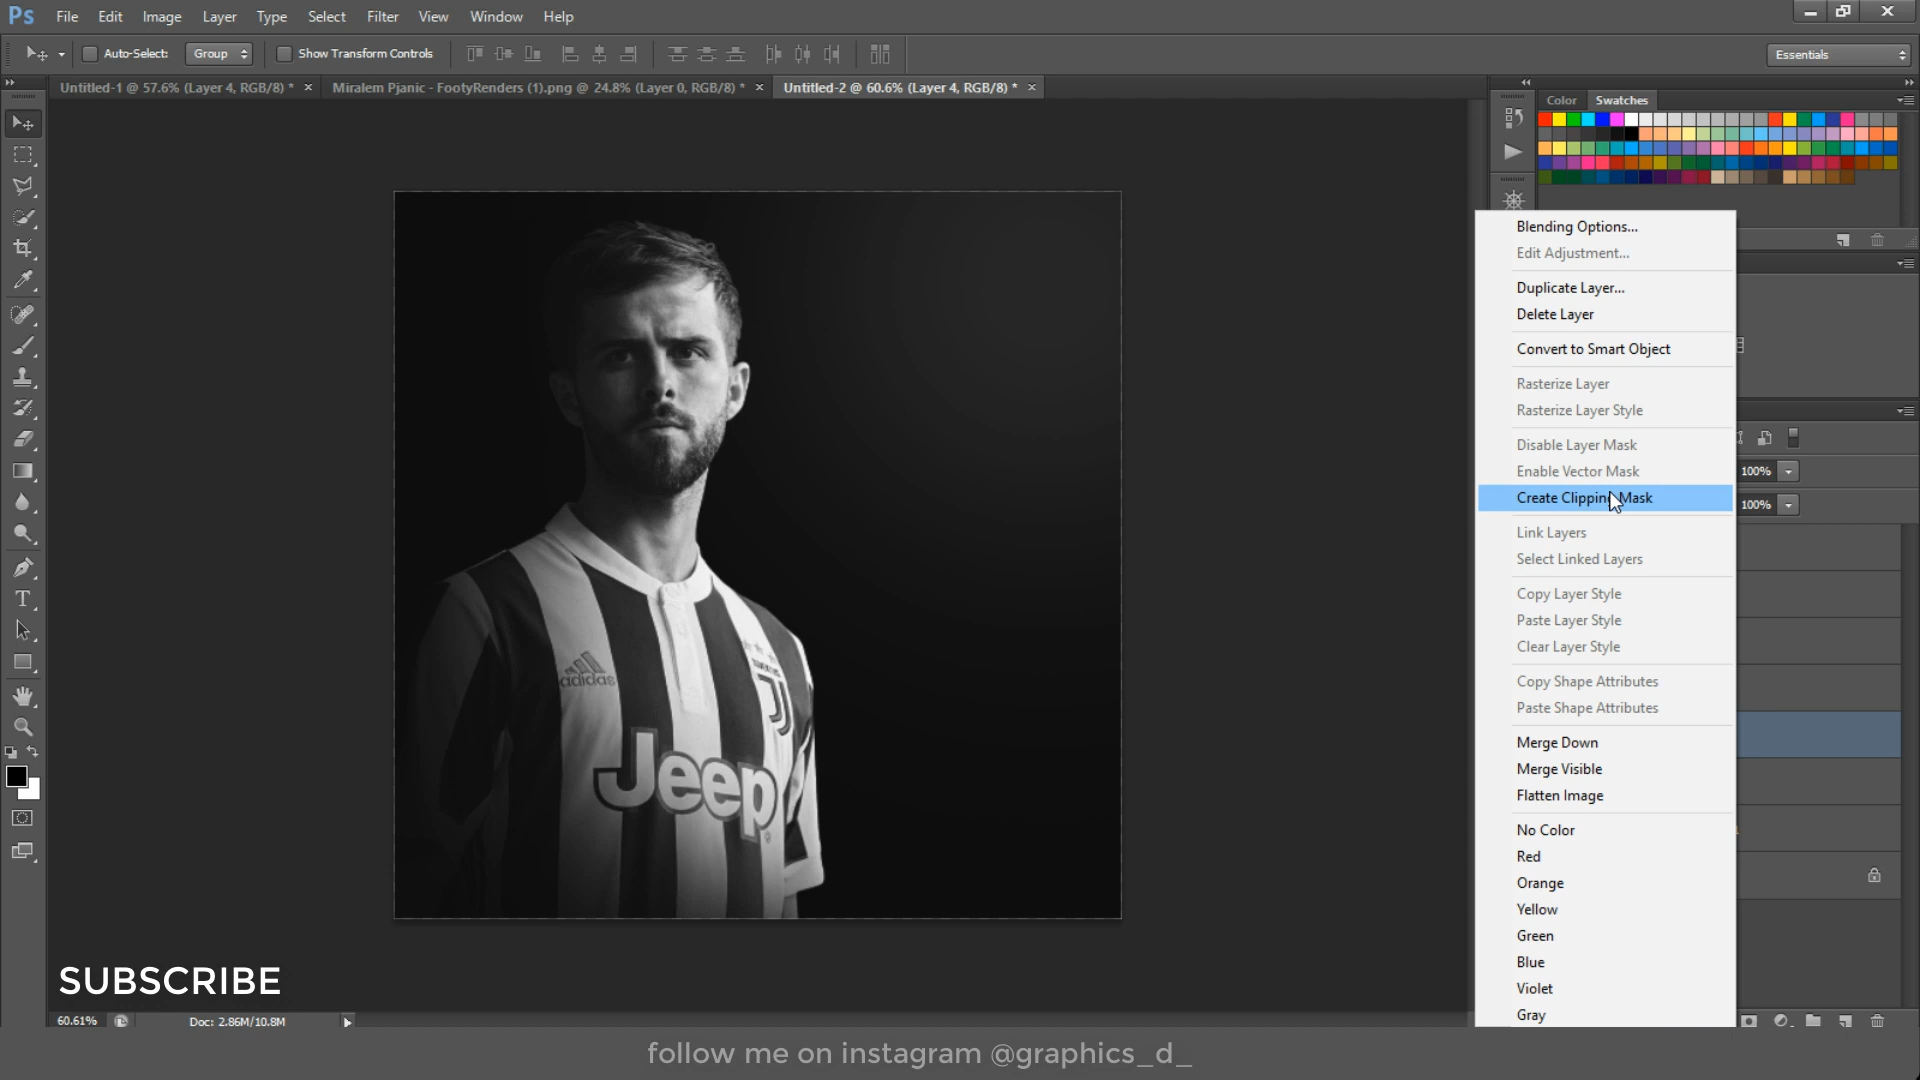 Ps File Edit Image Layer Type Select Filter View Window Help
Auto-Select: Group Show Transform Controls Essentials
Untitled-1 @ 57.6% (Layer 4, RGB/8) * × Miralem Pjanic - FootyRenders (1).png @ 24.8% (Layer 0, RGB/8) * × Untitled-2 @ 60.6% (Layer 4, RGB/8) * ×
Color Swatches
Blending Options...
Edit Adjustment...
Duplicate Layer...
Delete Layer
Convert to Smart Object
Rasterize Layer
Rasterize Layer Style
Disable Layer Mask
Enable Vector Mask
100%
Create Clipping Mask
100%
Link Layers
Select Linked Layers
Copy Layer Style
Paste Layer Style
Clear Layer Style
Copy Shape Attributes
Paste Shape Attributes
Merge Down
Merge Visible
Flatten Image
No Color
Red
Orange
Yellow
Green
Blue
Violet
Gray
adidas
JUVENTUS
Jeep
SUBSCRIBE
60.61% Doc: 2.86M/10.8M
follow me on instagram @graphics_d_